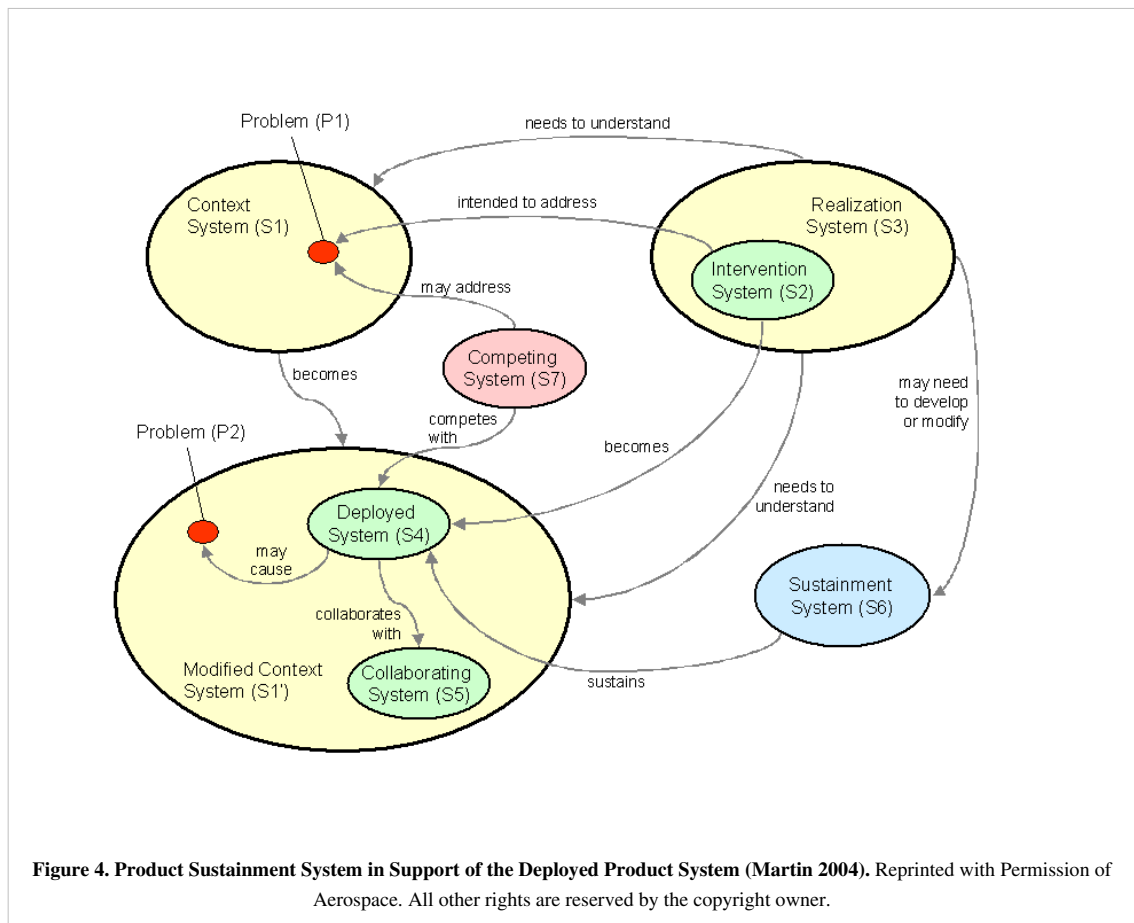 Problem (P1)
needs to understand
Context
System (S1)
intended to address
Realization
System (S3)
Intervention
System (S2)
may address
Competing
System (S7)
becomes
may need
to develop
or modify
competes
with
Problem (P2)
becomes
needs to
understand
Deployed
System (S4)
may
cause
Sustainment
System (S6)
collaborates
with
Modified Context
System (S1')
Collaborating
System (S5)
sustains
Figure 4. Product Sustainment System in Support of the Deployed Product System (Martin 2004). Reprinted with Permission of
Aerospace. All other rights are reserved by the copyright owner.